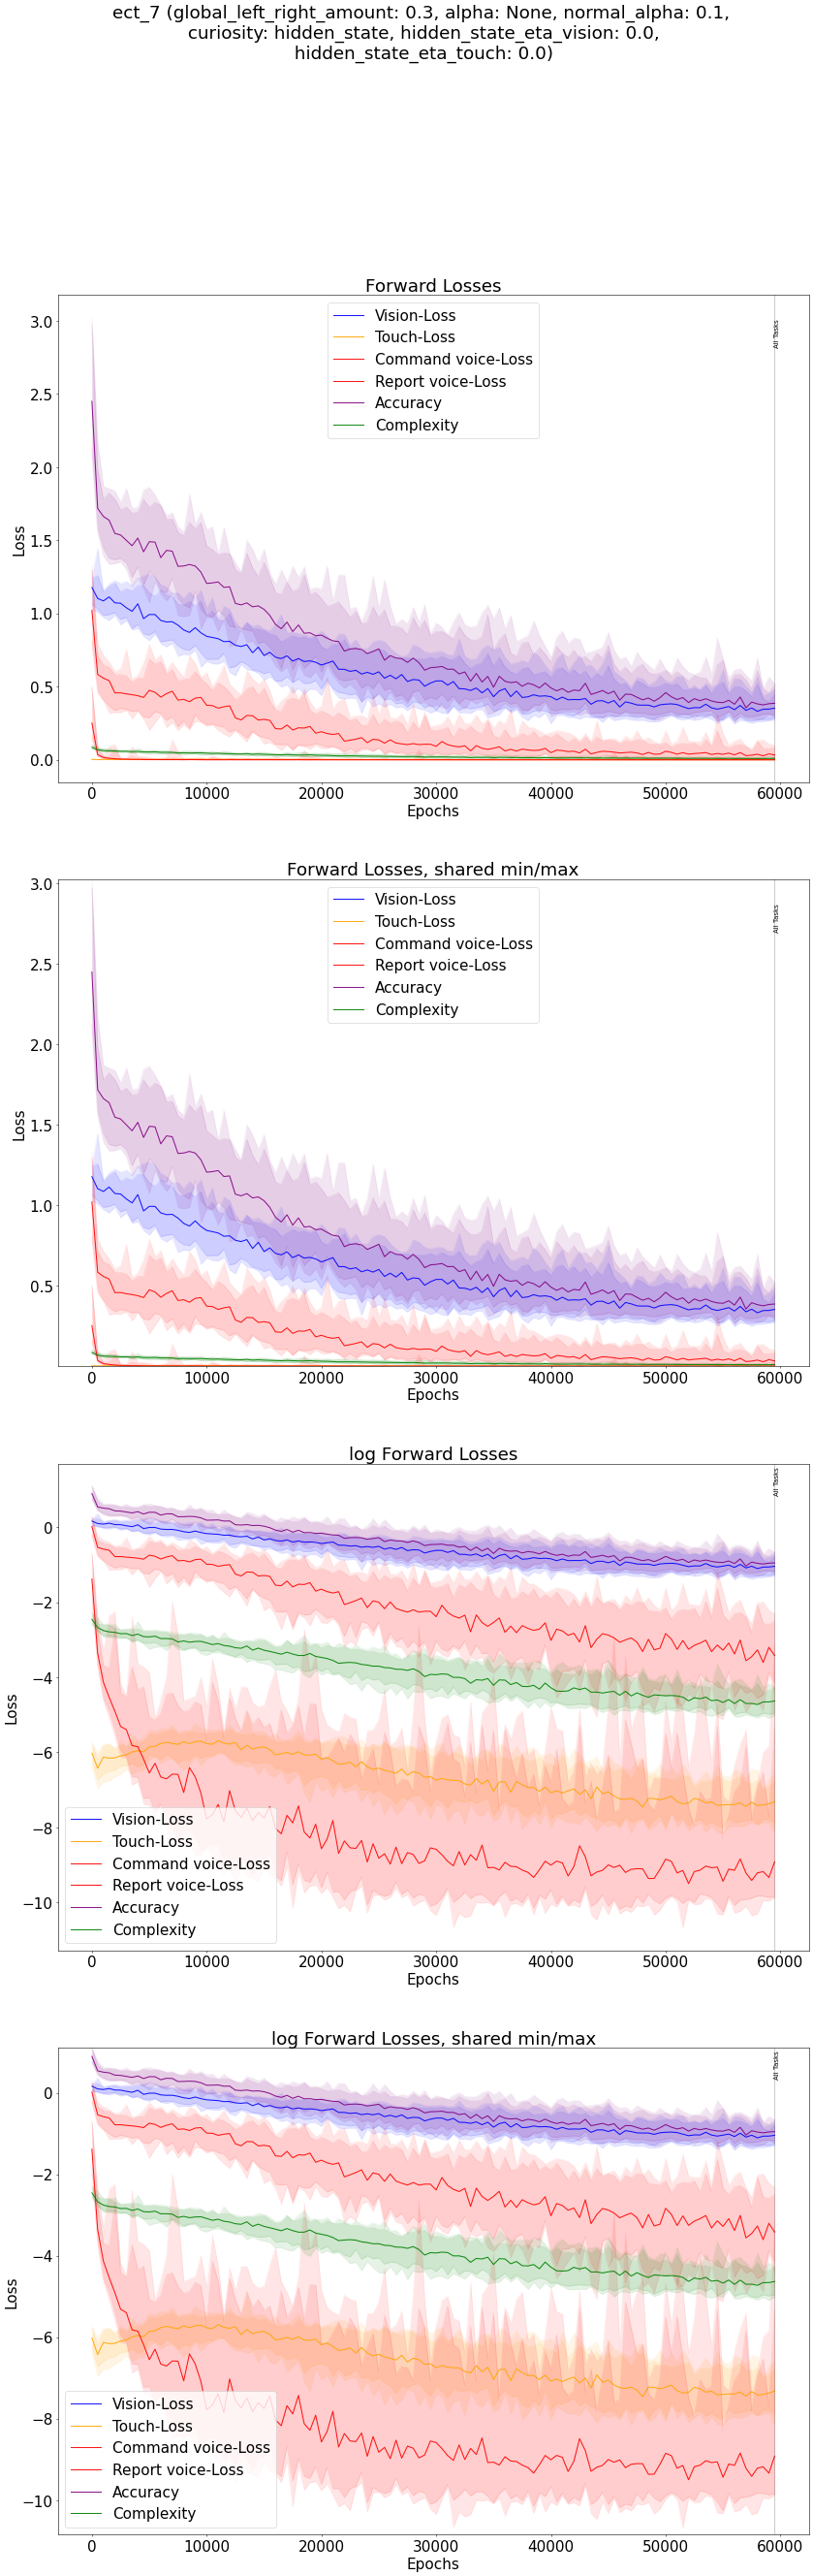 ect_7 (global_left_right_amount: 0.3, alpha: None, normal_alpha: 0.1,
curiosity: hidden_state, hidden_state_eta_vision: 0.0,
hidden_state_eta_touch: 0.0)
Forward Losses
Vision-Loss
Touch-Loss
Command voice-Loss
Report voice-Loss
Accuracy
Complexity
All Tasks
3.0
2.5
2.0
1.5
1.0
0.5
0.0
Loss
0 10000 20000 30000 40000 50000 60000
Epochs
Forward Losses, shared min/max
Vision-Loss
Touch-Loss
Command voice-Loss
Report voice-Loss
Accuracy
Complexity
All Tasks
3.0
2.5
2.0
1.5
1.0
0.5
Loss
0 10000 20000 30000 40000 50000 60000
Epochs
log Forward Losses
All Tasks
0
−2
−4
−6
−8
−10
Loss
Vision-Loss
Touch-Loss
Command voice-Loss
Report voice-Loss
Accuracy
Complexity
0 10000 20000 30000 40000 50000 60000
Epochs
log Forward Losses, shared min/max
All Tasks
0
−2
−4
−6
−8
−10
Loss
Vision-Loss
Touch-Loss
Command voice-Loss
Report voice-Loss
Accuracy
Complexity
0 10000 20000 30000 40000 50000 60000
Epochs